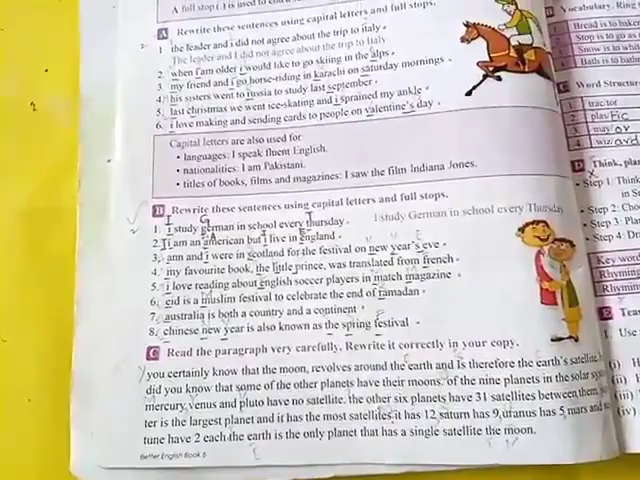 A full stop (.) is used to end a
A Rewrite these sentences using capital letters and full stops.
1. the leader and i did not agree about the trip to italy.
The leader and I did not agree about the trip to Italy
2. when i am older i would like to go skiing in the alps.
3. my friend and i go horse-riding in karachi on saturday mornings.
4. his sisters went to russia to study last september.
5. last christmas we went ice-skating and i sprained my ankle.
6. i love making and sending cards to people on valentine's day.
Capital letters are also used for
• languages: I speak fluent English.
• nationalities: I am Pakistani.
• titles of books, films and magazines: I saw the film Indiana Jones.
B Rewrite these sentences using capital letters and full stops.
1. i study german in school every thursday. I study German in school every Thursday
2. i am an american but i live in england.
3. ann and i were in scotland for the festival on new year's eve.
4. my favourite book, the little prince, was translated from french.
5. i love reading about english soccer players in match magazine.
6. eid is a muslim festival to celebrate the end of ramadan.
7. australia is both a country and a continent.
8. chinese new year is also known as the spring festival.
C Read the paragraph very carefully. Rewrite it correctly in your copy.
you certainly know that the moon, revolves around the earth and Is therefore the earth's satellite.
did you know that some of the other planets have their moons. of the nine planets in the solar
mercury, venus and pluto have no satellite. the other six planets have 31 satellites between them,
ter is the largest planet and it has the most satellites. it has 12 saturn has 9, uranus has 5 mars and
tune have 2 each the earth is the only planet that has a single satellite the moon.
Better English Book 6
B Vocabulary. Ring
1. Bread is to baker
2. Stop is to go as
3. Snow is to whi
4. Bath is to bath
C Word Structur
1. trac/tor
2. plas/tic
3. may/or
4. wiz/ard
D Think, plan
• Step 1: Think
in S
• Step 2: Cho
• Step 3: Plan
• Step 4: Dr
Key word
Rhyming
Rhymin
E
1. Use
(i) H
(ii)
(iii)
(iv)